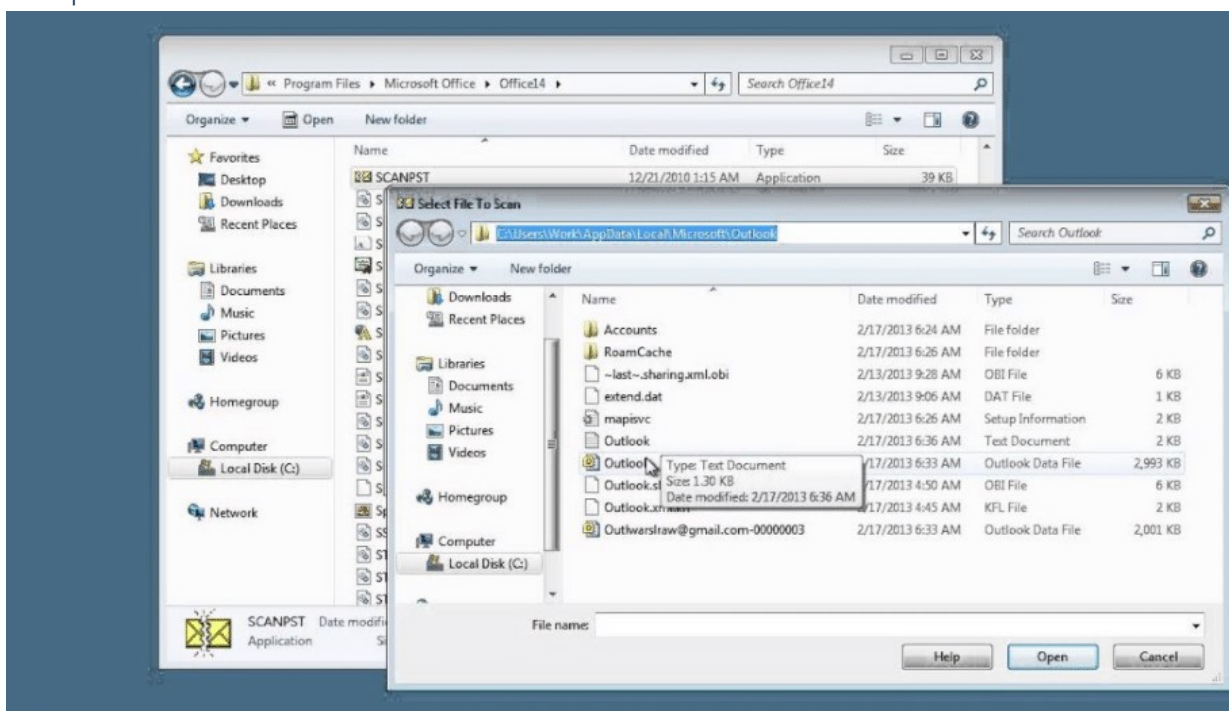 « Program Files ▸ Microsoft Office ▸ Office14 ▸
Search Office14
Organize ▾ Open New folder
Name Date modified Type Size
Favorites
Desktop
Downloads
Recent Places
Libraries
Documents
Music
Pictures
Videos
Homegroup
Computer
Local Disk (C:)
Network
SCANPST 12/21/2010 1:15 AM Application 39 KB
SCANPST Date modifi
Application Si
Select File To Scan
C:\Users\Work\AppData\Local\Microsoft\Outlook
Search Outlook
Organize ▾ New folder
Downloads
Recent Places
Libraries
Documents
Music
Pictures
Videos
Homegroup
Computer
Local Disk (C:)
Name Date modified Type Size
Accounts 2/17/2013 6:24 AM File folder
RoamCache 2/17/2013 6:26 AM File folder
~last~.sharing.xml.obi 2/13/2013 9:28 AM OBI File 6 KB
extend.dat 2/13/2013 9:06 AM DAT File 1 KB
mapisvc 2/17/2013 6:26 AM Setup Information 2 KB
Outlook 2/17/2013 6:36 AM Text Document 2 KB
Outlook /17/2013 6:33 AM Outlook Data File 2,993 KB
/17/2013 4:50 AM OBI File 6 KB
/17/2013 4:45 AM KFL File 2 KB
Outlwarslraw@gmail.com-00000003 2/17/2013 6:33 AM Outlook Data File 2,001 KB
Type: Text Document
Size: 1.30 KB
Date modified: 2/17/2013 6:36 AM
File name:
Help Open Cancel